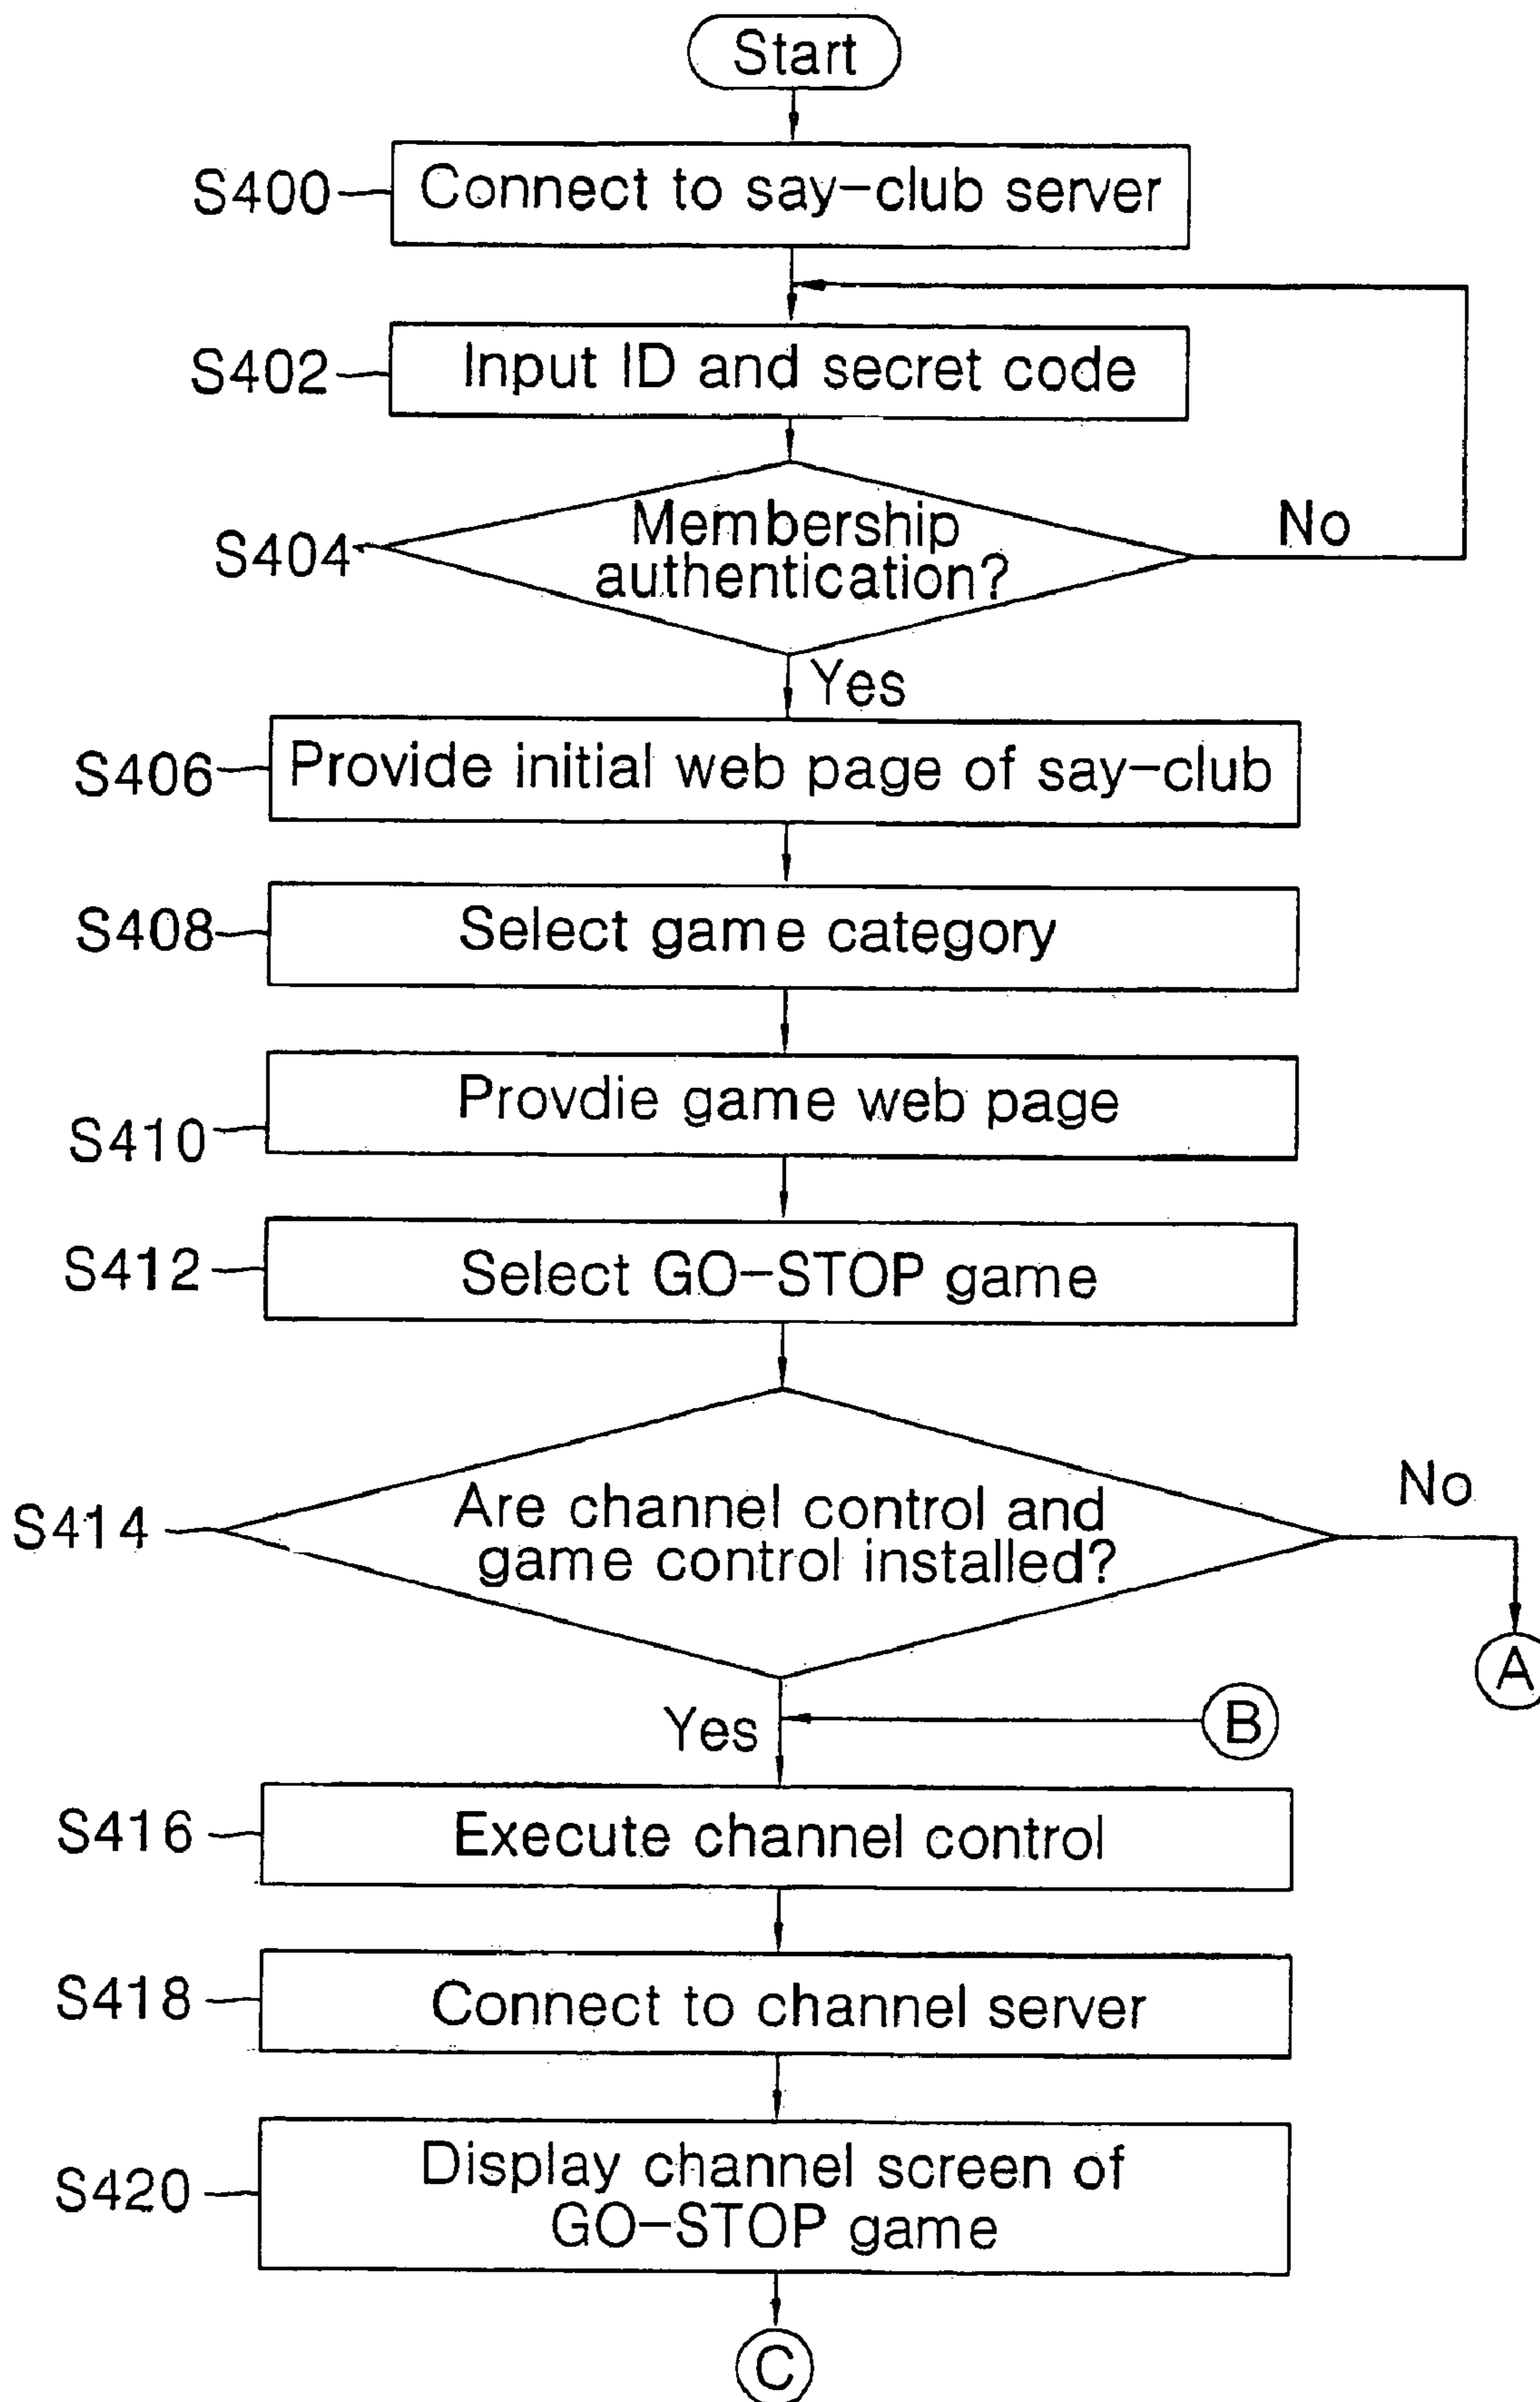 Start
S400
Connect to say-club server
S402
Input ID and secret code
S404
Membership
authentication?
No
Yes
S406
Provide initial web page of say-club
S408
Select game category
S410
Provdie game web page
S412
Select GO-STOP game
S414
Are channel control and
game control installed?
No
A
Yes
B
S416
Execute channel control
S418
Connect to channel server
S420
Display channel screen of
GO-STOP game
C